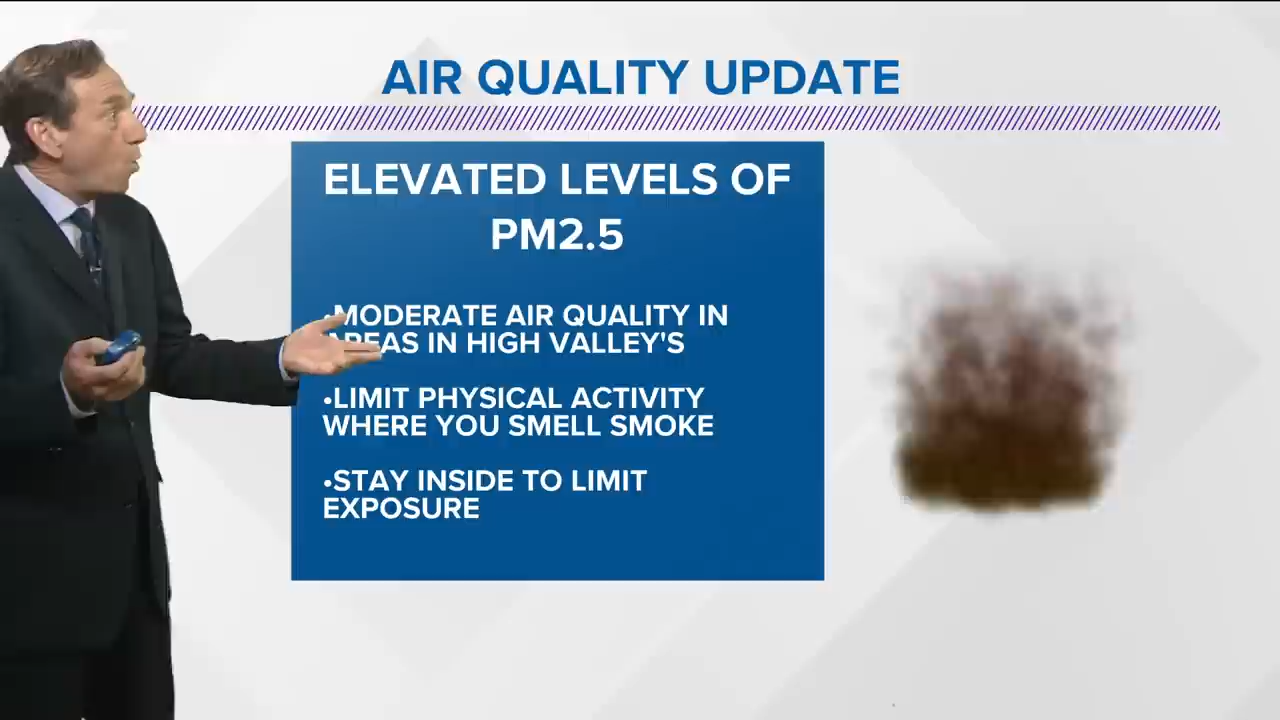 AIR QUALITY UPDATE
ELEVATED LEVELS OF
PM2.5
•MODERATE AIR QUALITY IN
AREAS IN HIGH VALLEY'S
•LIMIT PHYSICAL ACTIVITY
WHERE YOU SMELL SMOKE
•STAY INSIDE TO LIMIT
EXPOSURE